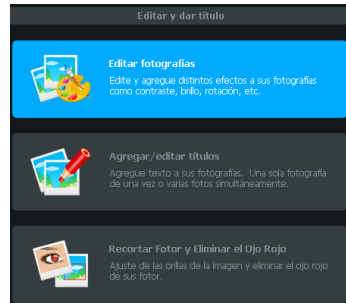 Editar y dar título
Editar fotografías
Edite y agregue distintos efectos a sus fotografías
como contraste, brillo, rotación, etc.
Agregar/editar títulos
Agregue texto a sus fotografías. Una sola fotografía
de una vez o varias fotos simultáneamente.
Recortar Fotor y Eliminar el Ojo Rojo
Ajuste de las orillas de la imagen y eliminar el ojo rojo
de sus fotor.